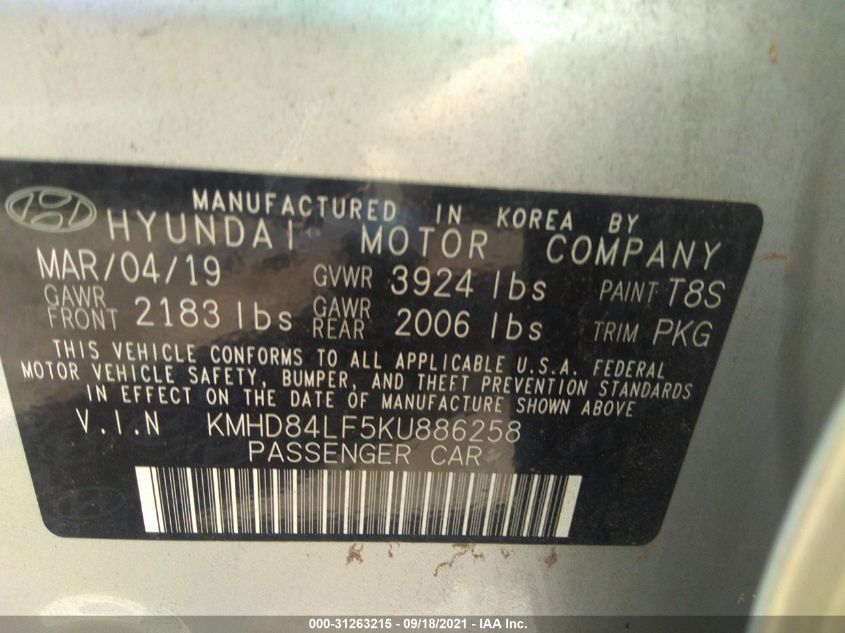 MANUFACTURED IN KOREA BY
HYUNDAI MOTOR COMPANY
MAR/04/19 GVWR 3924 lbs PAINT T8S
GAWR FRONT 2183 lbs GAWR REAR 2006 lbs TRIM PKG
THIS VEHICLE CONFORMS TO ALL APPLICABLE U.S.A. FEDERAL
MOTOR VEHICLE SAFETY, BUMPER, AND THEFT PREVENTION STANDARDS
IN EFFECT ON THE DATE OF MANUFACTURE SHOWN ABOVE
V.I.N KMHD84LF5KU886258
PASSENGER CAR
000-31263215 - 09/18/2021 - IAA Inc.